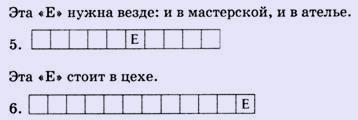 Эта «Е» нужна везде: и в мастерской, и в ателье.
5. Е
Эта «Е» стоит в цехе.
6. Е